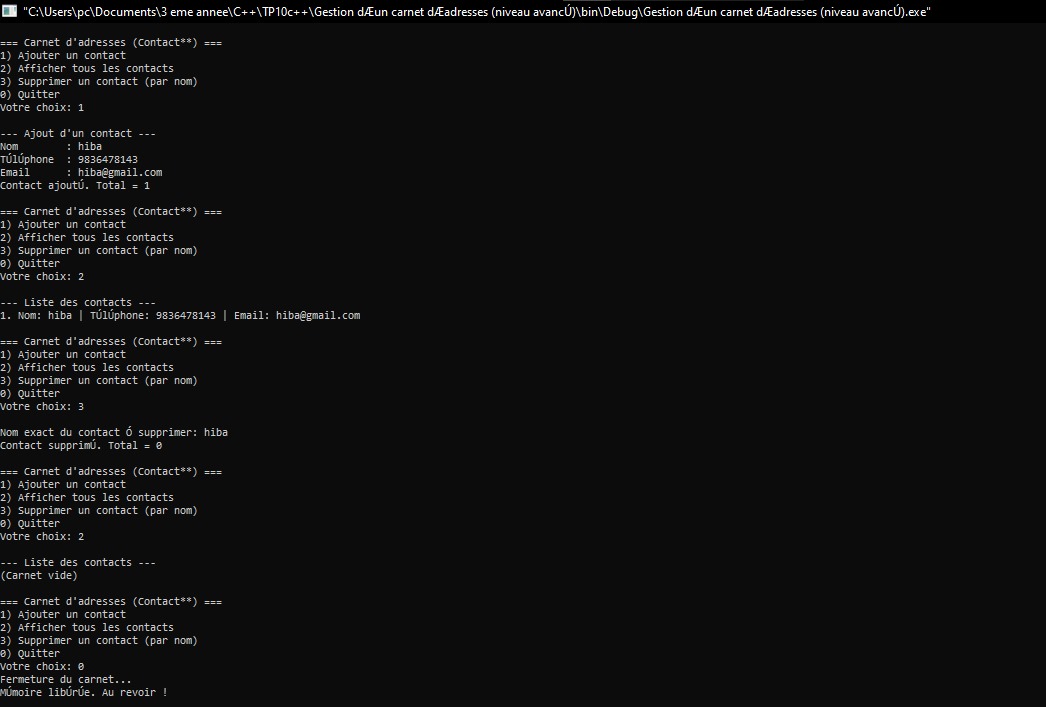 "C:\Users\pc\Documents\3 eme annee\C++\TP10c++\Gestion dÆun carnet dÆadresses (niveau avancÚ)\bin\Debug\Gestion dÆun carnet dÆadresses (niveau avancÚ).exe"
=== Carnet d'adresses (Contact**) ===
1) Ajouter un contact
2) Afficher tous les contacts
3) Supprimer un contact (par nom)
0) Quitter
Votre choix: 1
--- Ajout d'un contact ---
Nom        : hiba
TÚlÚphone  : 9836478143
Email      : hiba@gmail.com
Contact ajoutÚ. Total = 1
=== Carnet d'adresses (Contact**) ===
1) Ajouter un contact
2) Afficher tous les contacts
3) Supprimer un contact (par nom)
0) Quitter
Votre choix: 2
--- Liste des contacts ---
1. Nom: hiba | TÚlÚphone: 9836478143 | Email: hiba@gmail.com
=== Carnet d'adresses (Contact**) ===
1) Ajouter un contact
2) Afficher tous les contacts
3) Supprimer un contact (par nom)
0) Quitter
Votre choix: 3
Nom exact du contact Ó supprimer: hiba
Contact supprimÚ. Total = 0
=== Carnet d'adresses (Contact**) ===
1) Ajouter un contact
2) Afficher tous les contacts
3) Supprimer un contact (par nom)
0) Quitter
Votre choix: 2
--- Liste des contacts ---
(Carnet vide)
=== Carnet d'adresses (Contact**) ===
1) Ajouter un contact
2) Afficher tous les contacts
3) Supprimer un contact (par nom)
0) Quitter
Votre choix: 0
Fermeture du carnet...
MÚmoire libÚrÚe. Au revoir !